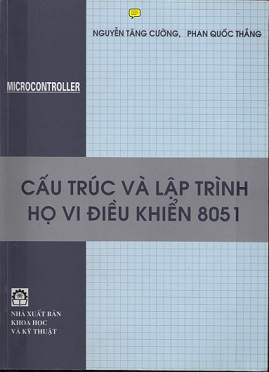 NGUYỄN TĂNG CƯỜNG, PHAN QUỐC THẮNG
MICROCONTROLLER
CẤU TRÚC VÀ LẬP TRÌNH
HỌ VI ĐIỀU KHIỂN 8051
NHÀ XUẤT BẢN
KHOA HỌC
VÀ KỸ THUẬT